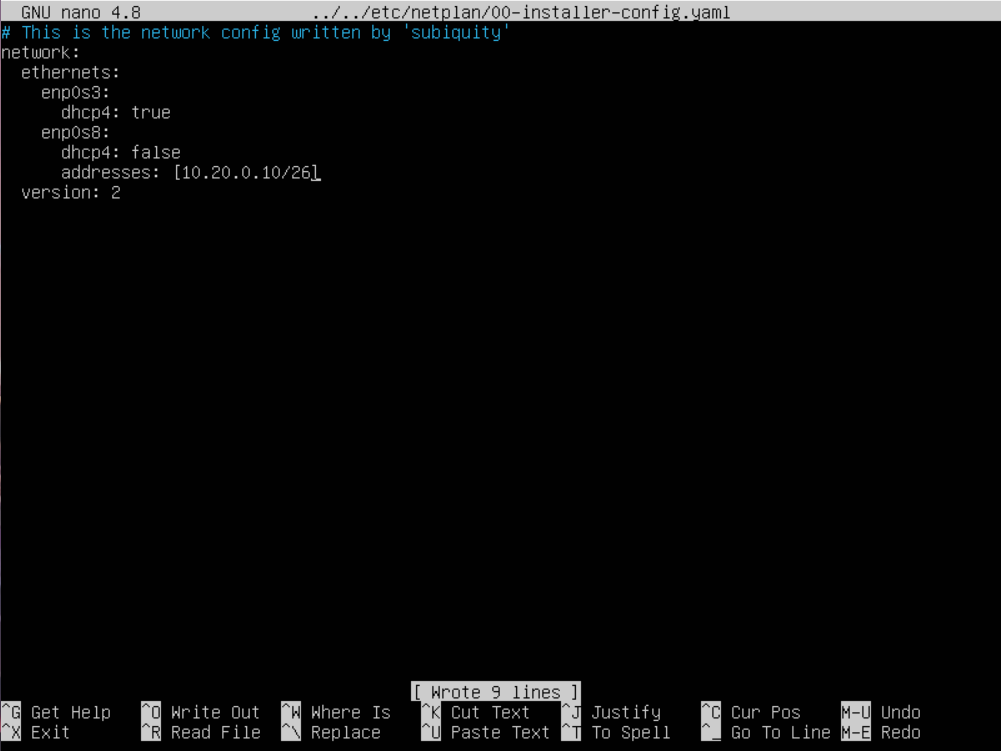 GNU nano 4.8 ../../etc/netplan/00-installer-config.yaml
# This is the network config written by 'subiquity'
network:
  ethernets:
    enp0s3:
      dhcp4: true
    enp0s8:
      dhcp4: false
      addresses: [10.20.0.10/26]
  version: 2
[ Wrote 9 lines ]
^G Get Help ^O Write Out ^W Where Is ^K Cut Text ^J Justify ^C Cur Pos M-U Undo
^X Exit ^R Read File ^\ Replace ^U Paste Text ^T To Spell ^_ Go To Line M-E Redo